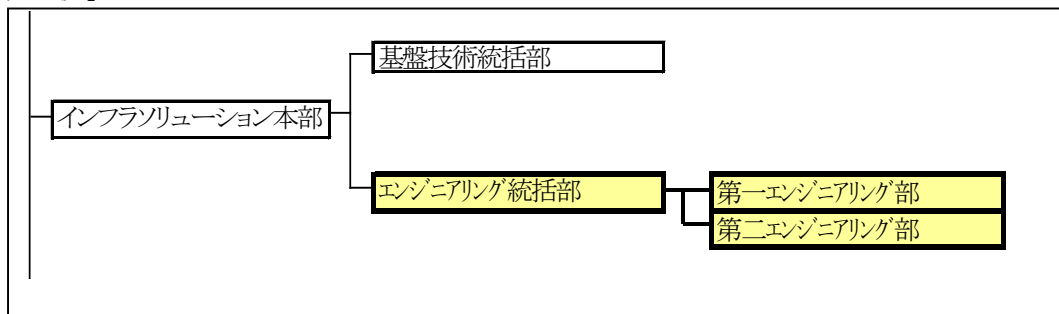 基盤技術統括部
インフラソリューション本部
エンジニアリング統括部
第一エンジニアリング部
第二エンジニアリング部